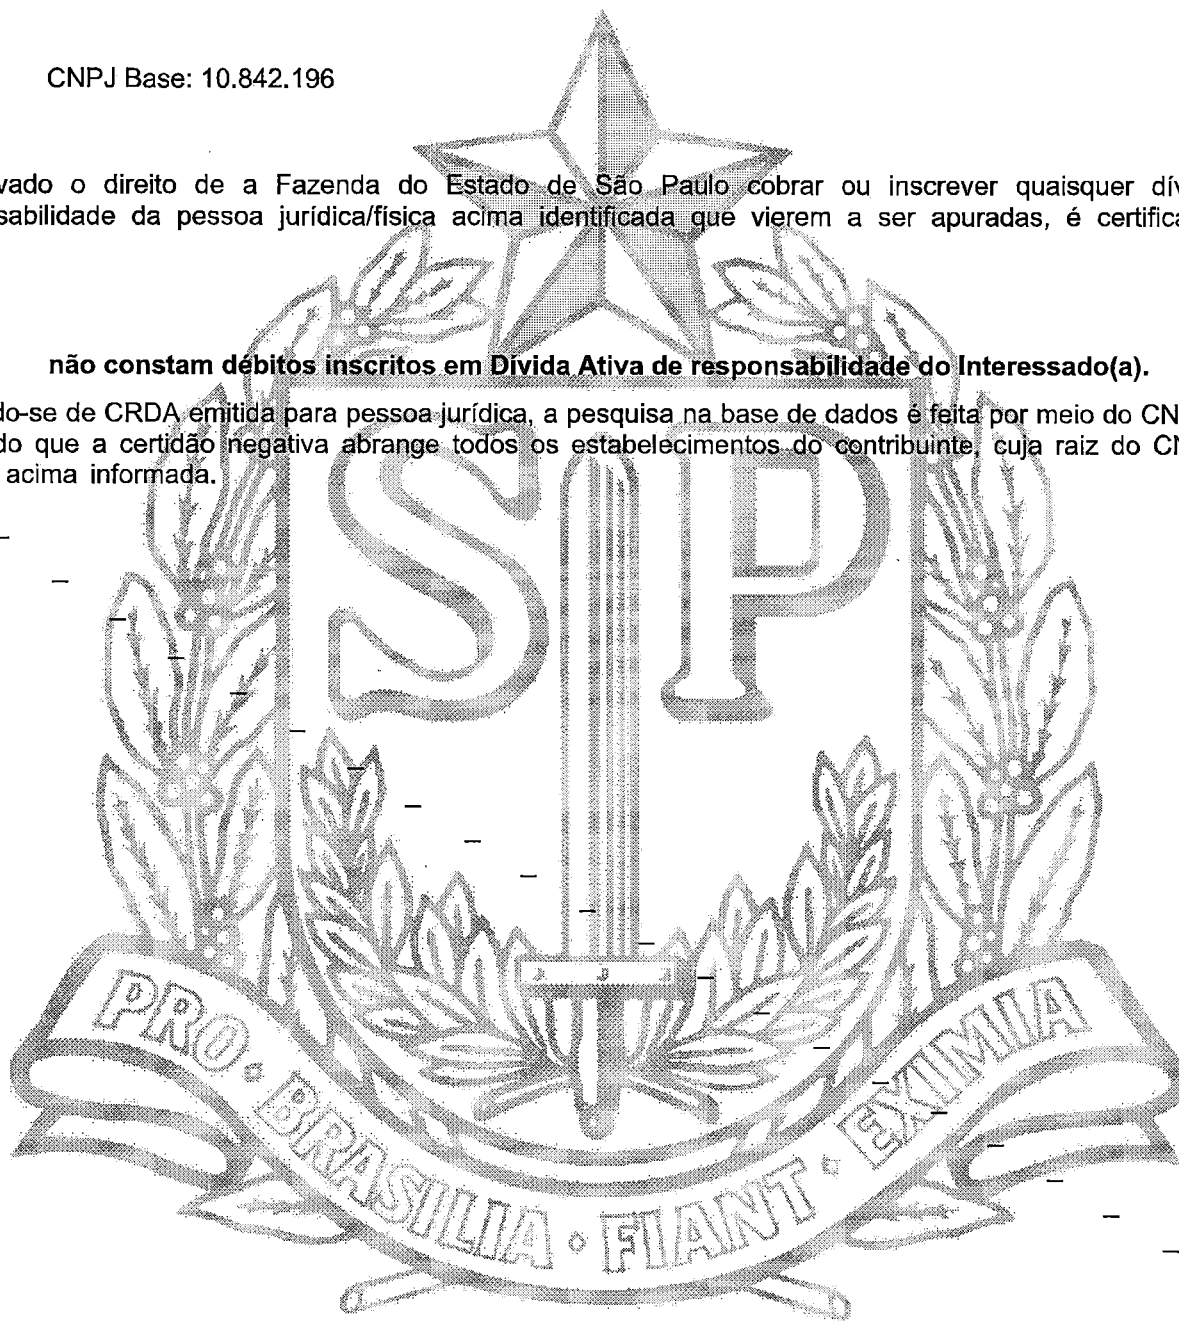 CNPJ Base: 10.842.196
vado o direito de a Fazenda do Estado de São Paulo cobrar ou inscrever quaisquer dív
sabilidade da pessoa jurídica/física acima identificada que vierem a ser apuradas, é certifica
não constam débitos inscritos em Dívida Ativa de responsabilidade do Interessado(a).
do-se de CRDA emitida para pessoa jurídica, a pesquisa na base de dados é feita por meio do CN
do que a certidão negativa abrange todos os estabelecimentos do contribuinte, cuja raiz do CN
acima informada.
SP
PRO · BRASILIA · FIANT · EXIMIA